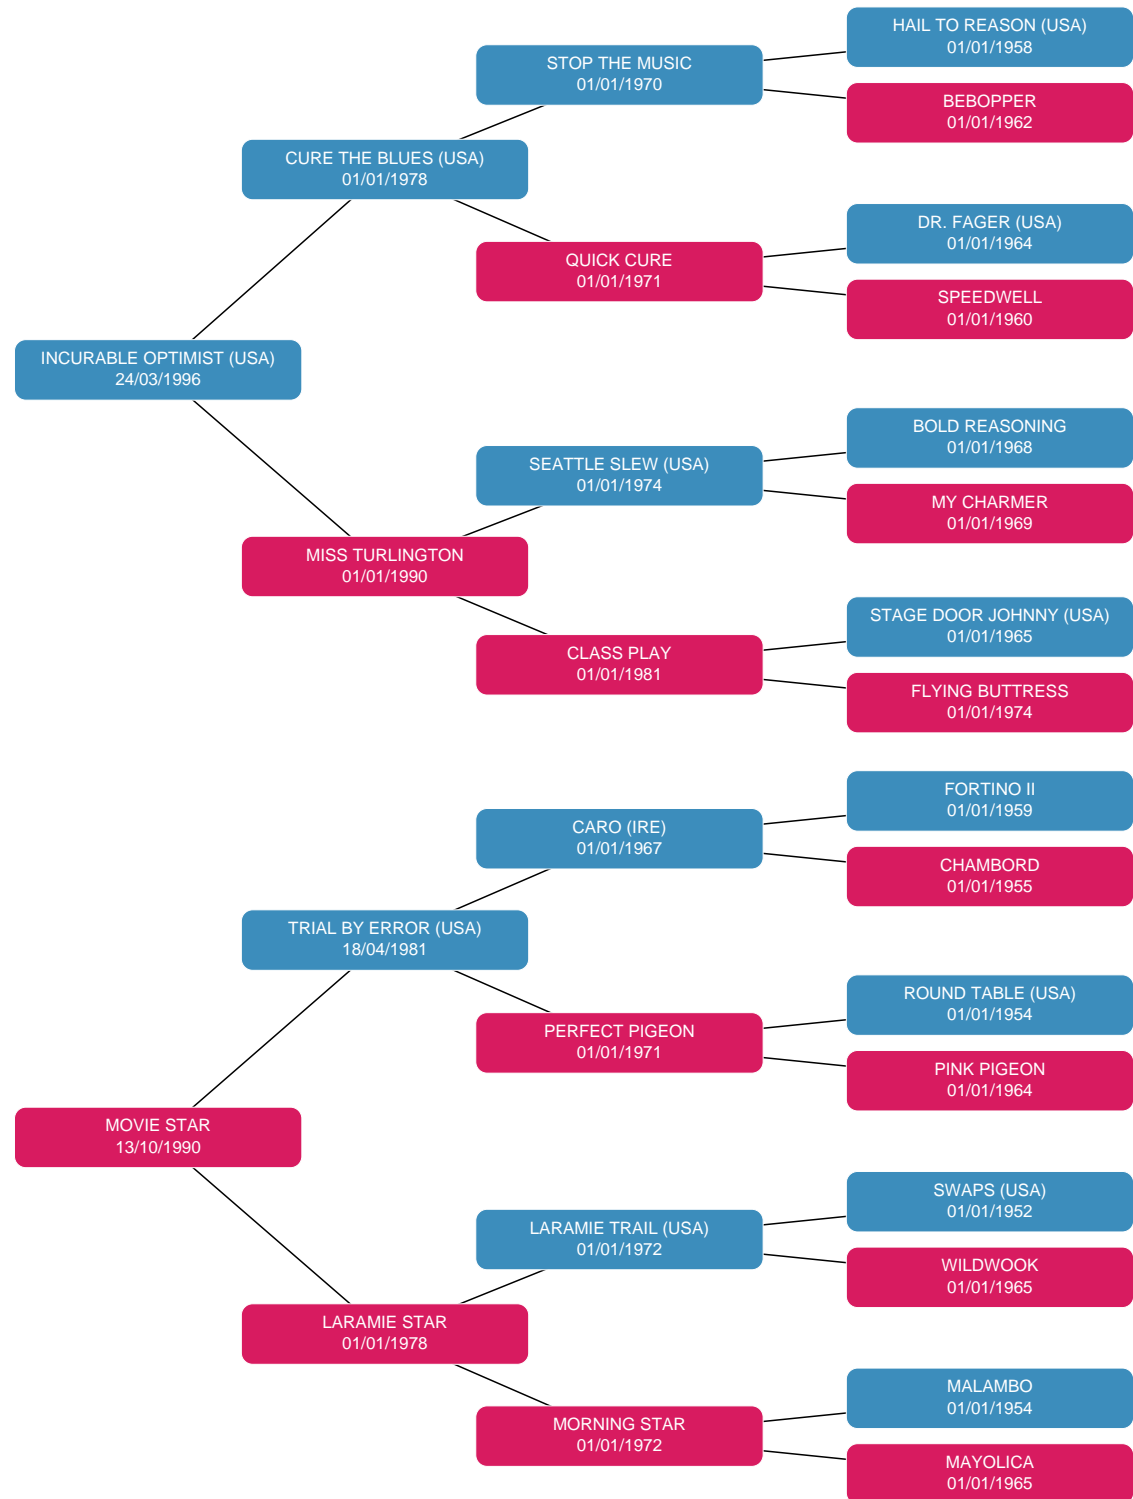 HAIL TO REASON (USA)
01/01/1958
STOP THE MUSIC
01/01/1970
BEBOPPER
01/01/1962
CURE THE BLUES (USA)
01/01/1978
DR. FAGER (USA)
01/01/1964
QUICK CURE
01/01/1971
SPEEDWELL
01/01/1960
INCURABLE OPTIMIST (USA)
24/03/1996
BOLD REASONING
01/01/1968
SEATTLE SLEW (USA)
01/01/1974
MY CHARMER
01/01/1969
MISS TURLINGTON
01/01/1990
STAGE DOOR JOHNNY (USA)
01/01/1965
CLASS PLAY
01/01/1981
FLYING BUTTRESS
01/01/1974
FORTINO II
01/01/1959
CARO (IRE)
01/01/1967
CHAMBORD
01/01/1955
TRIAL BY ERROR (USA)
18/04/1981
ROUND TABLE (USA)
01/01/1954
PERFECT PIGEON
01/01/1971
PINK PIGEON
01/01/1964
MOVIE STAR
13/10/1990
SWAPS (USA)
01/01/1952
LARAMIE TRAIL (USA)
01/01/1972
WILDWOOK
01/01/1965
LARAMIE STAR
01/01/1978
MALAMBO
01/01/1954
MORNING STAR
01/01/1972
MAYOLICA
01/01/1965